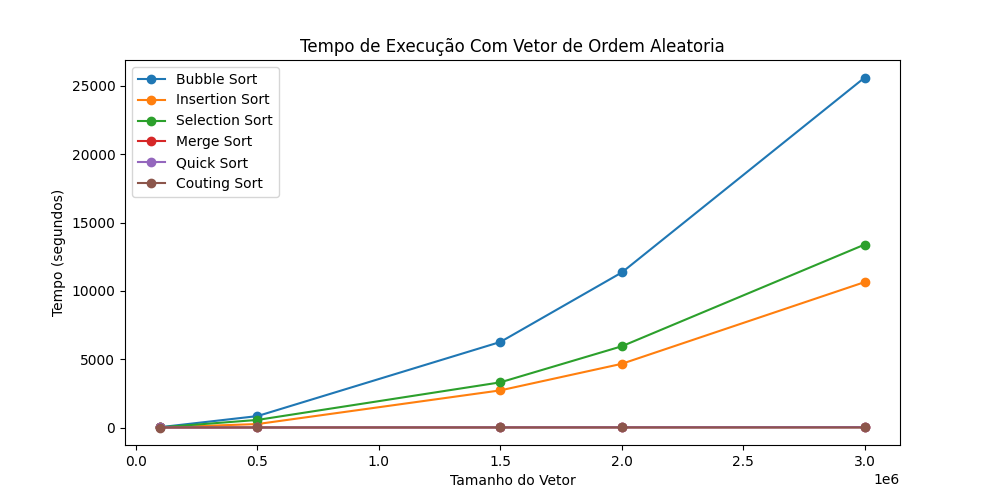 Tempo de Execução Com Vetor de Ordem Aleatoria
Bubble Sort
Insertion Sort
Selection Sort
Merge Sort
Quick Sort
Couting Sort
Tempo (segundos)
25000
20000
15000
10000
5000
0
0.0 0.5 1.0 1.5 2.0 2.5 3.0
1e6
Tamanho do Vetor